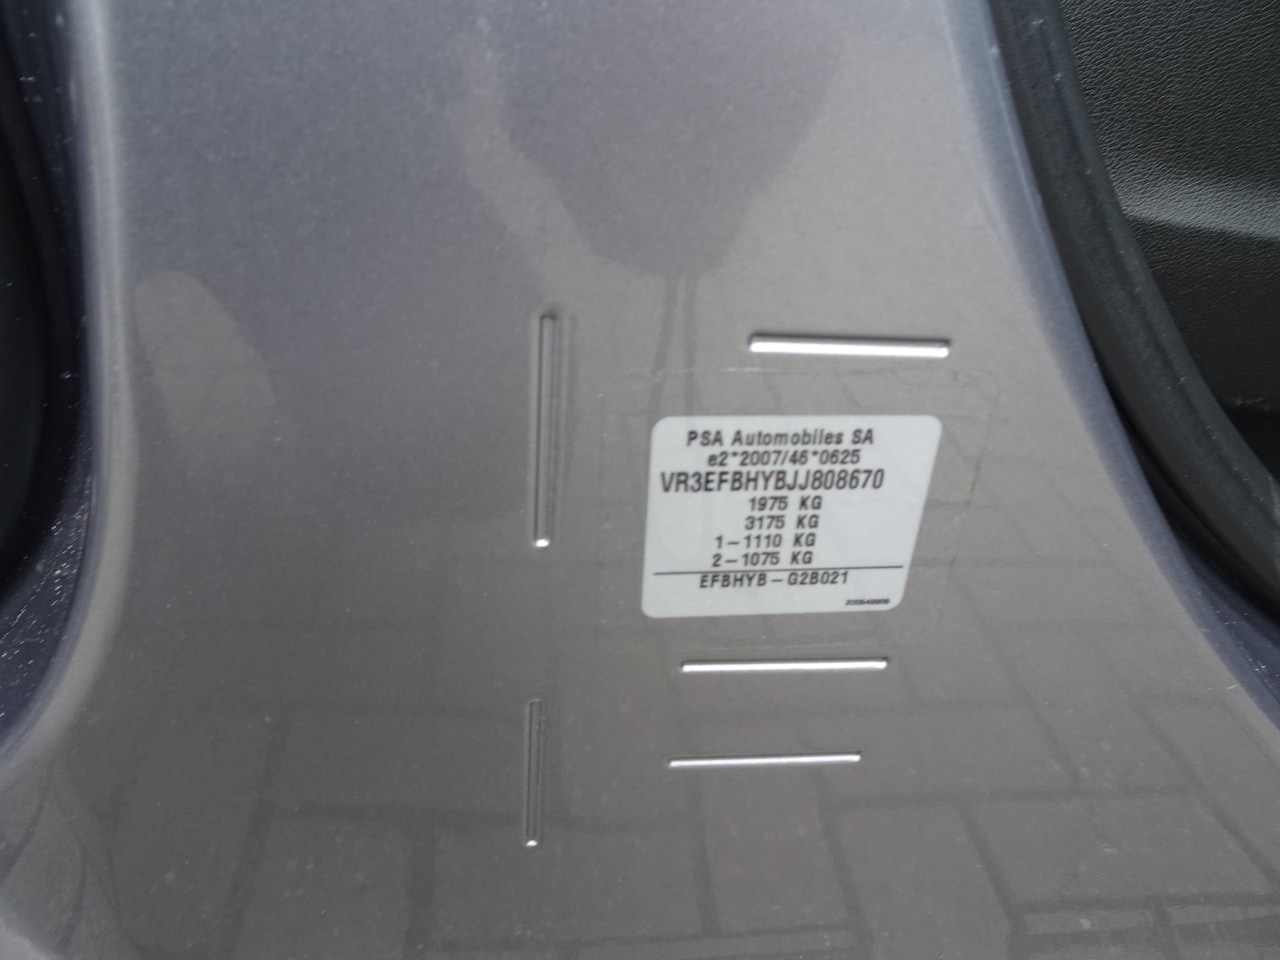 PSA Automobiles SA
e2*2007/46*0625
VR3EFBHYBJJ808670
1975 KG
3175 KG
1-1110 KG
2-1075 KG
EFBHYB-G2B021